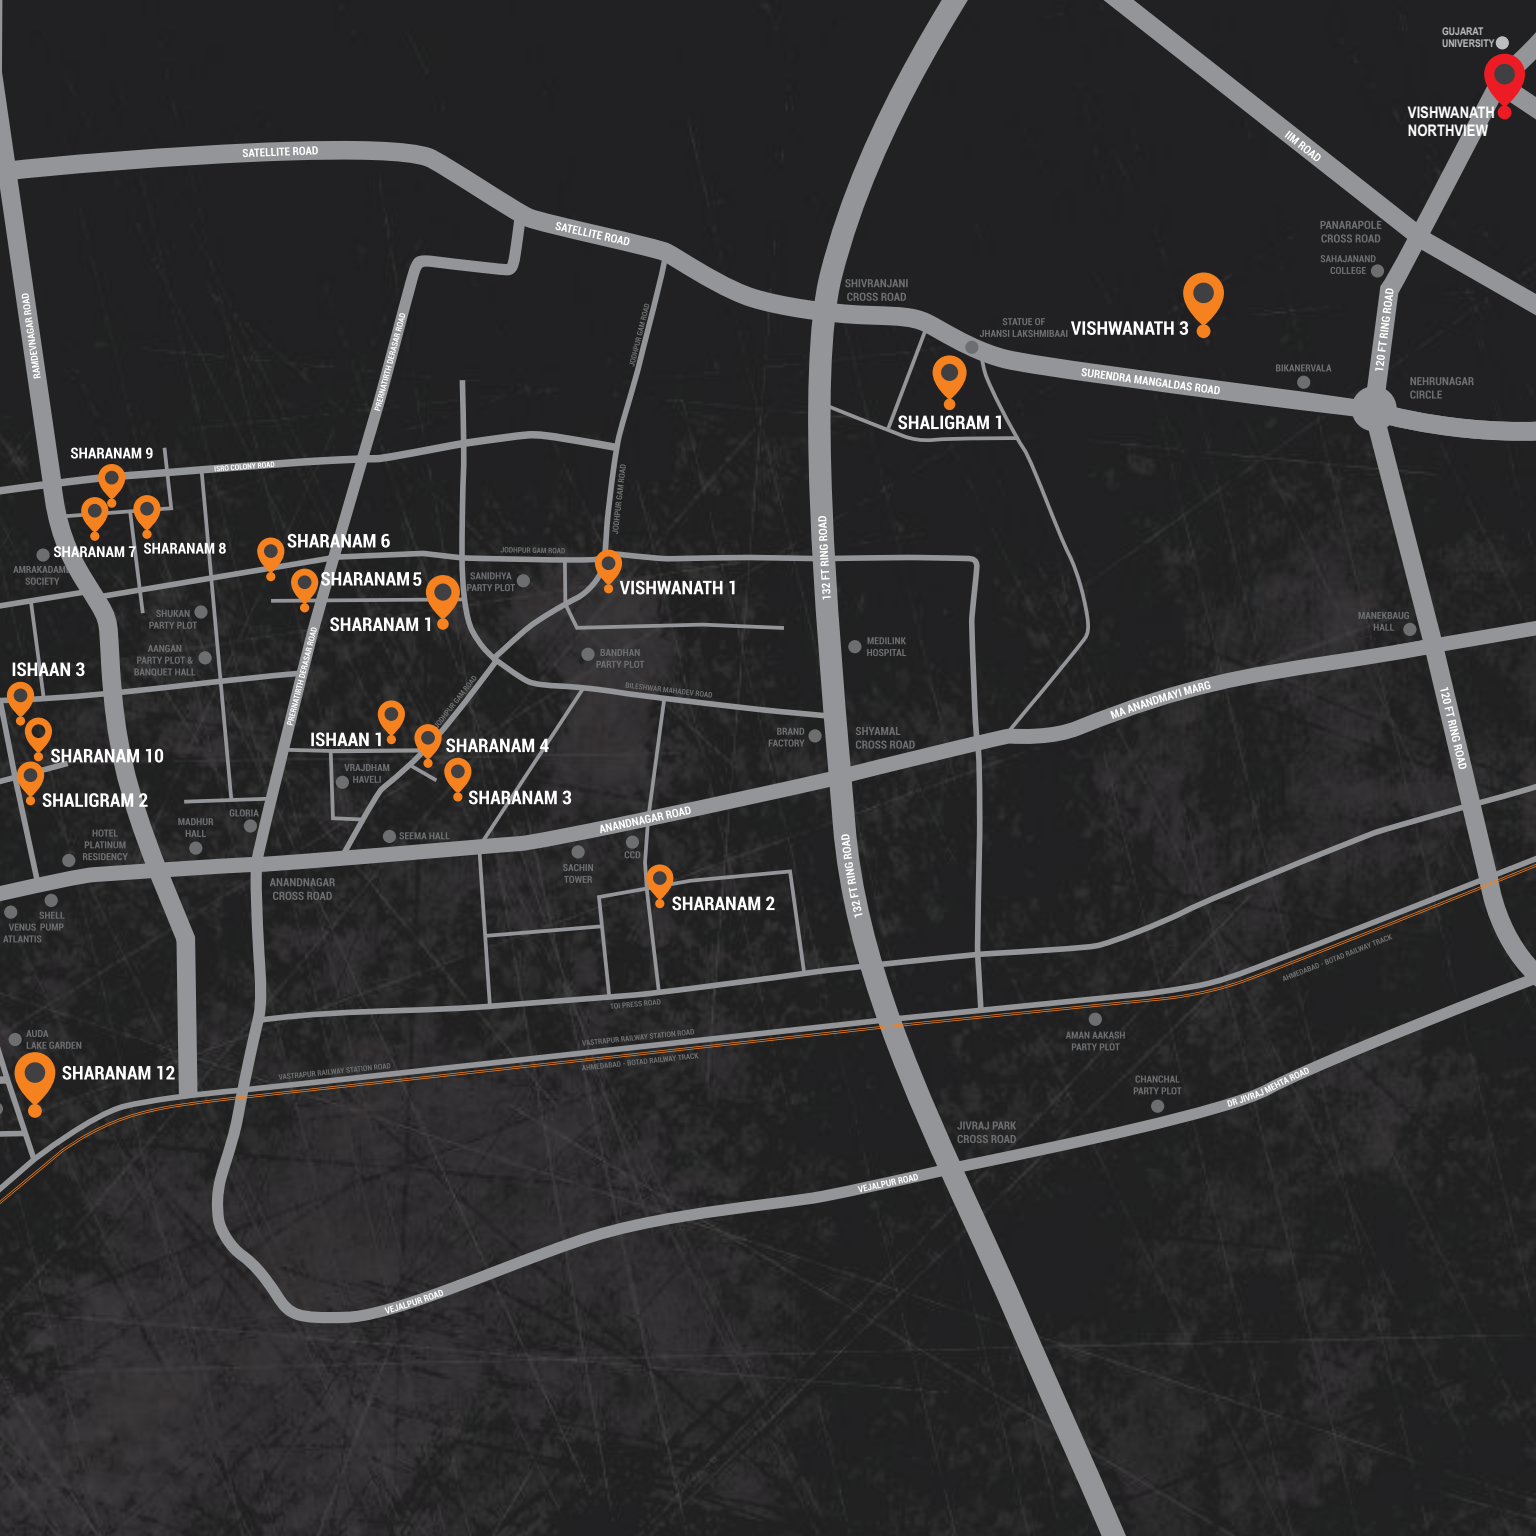 GUJARAT
UNIVERSITY
VISHWANATH
NORTHVIEW
IIM ROAD
SATELLITE ROAD
SATELLITE ROAD
PANARAPOLE
CROSS ROAD
SAHAJANAND
COLLEGE
SHIVRANJANI
CROSS ROAD
STATUE OF
JHANSI LAKSHMIBAAI
VISHWANATH 3
120 FT RING ROAD
RAMDEVNAGAR ROAD
PRERNATIRTH DERASAR ROAD
JODHPUR GAM ROAD
SURENDRA MANGALDAS ROAD
BIKANERVALA
NEHRUNAGAR
CIRCLE
SHALIGRAM 1
SHARANAM 9
ISRO COLONY ROAD
JODHPUR GAM ROAD
SHARANAM 7
SHARANAM 8
SHARANAM 6
JODHPUR GAM ROAD
132 FT RING ROAD
AMRAKADAM
SOCIETY
SHARANAM 5
SANIDHYA
PARTY PLOT
VISHWANATH 1
SHUKAN
PARTY PLOT
SHARANAM 1
MANEKBAUG
HALL
AANGAN
PARTY PLOT &
BANQUET HALL
BANDHAN
PARTY PLOT
MEDILINK
HOSPITAL
ISHAAN 3
PRERNATIRTH DERASAR ROAD
JODHPUR GAM ROAD
BILESHWAR MAHADEV ROAD
MA ANANDMAYI MARG
120 FT RING ROAD
ISHAAN 1
SHARANAM 4
BRAND
FACTORY
SHYAMAL
CROSS ROAD
SHARANAM 10
VRAJDHAM
HAVELI
SHARANAM 3
SHALIGRAM 2
GLORIA
MADHUR
HALL
ANANDNAGAR ROAD
HOTEL
PLATINUM
RESIDENCY
SEEMA HALL
CCD
SACHIN
TOWER
132 FT RING ROAD
ANANDNAGAR
CROSS ROAD
SHARANAM 2
SHELL
PUMP
VENUS
ATLANTIS
AHMEDABAD - BOTAD RAILWAY TRACK
TOI PRESS ROAD
AUDA
LAKE GARDEN
VASTRAPUR RAILWAY STATION ROAD
AHMEDABAD - BOTAD RAILWAY TRACK
AMAN AAKASH
PARTY PLOT
SHARANAM 12
VASTRAPUR RAILWAY STATION ROAD
CHANCHAL
PARTY PLOT
DR JIVRAJ MEHTA ROAD
JIVRAJ PARK
CROSS ROAD
VEJALPUR ROAD
VEJALPUR ROAD